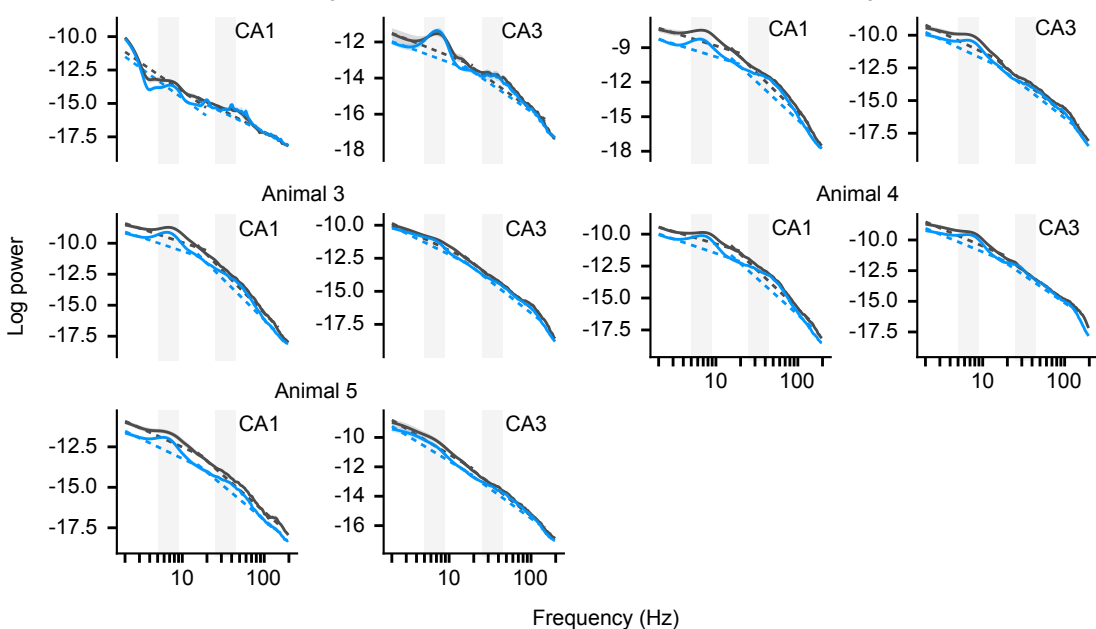 CA1 CA3 CA1 CA3
-10.0 -12.5 -15.0 -17.5
-12 -14 -16 -18
-9 -12 -15 -18
-10.0 -12.5 -15.0 -17.5
Animal 3 Animal 4
CA1 CA3 CA1 CA3
-10.0 -12.5 -15.0 -17.5
-10.0 -12.5 -15.0 -17.5
-10.0 -12.5 -15.0 -17.5
-10.0 -12.5 -15.0 -17.5
10 100 10 100
Log power
Animal 5
CA1 CA3
-12.5 -15.0 -17.5
-10 -12 -14 -16
10 100 10 100
Frequency (Hz)